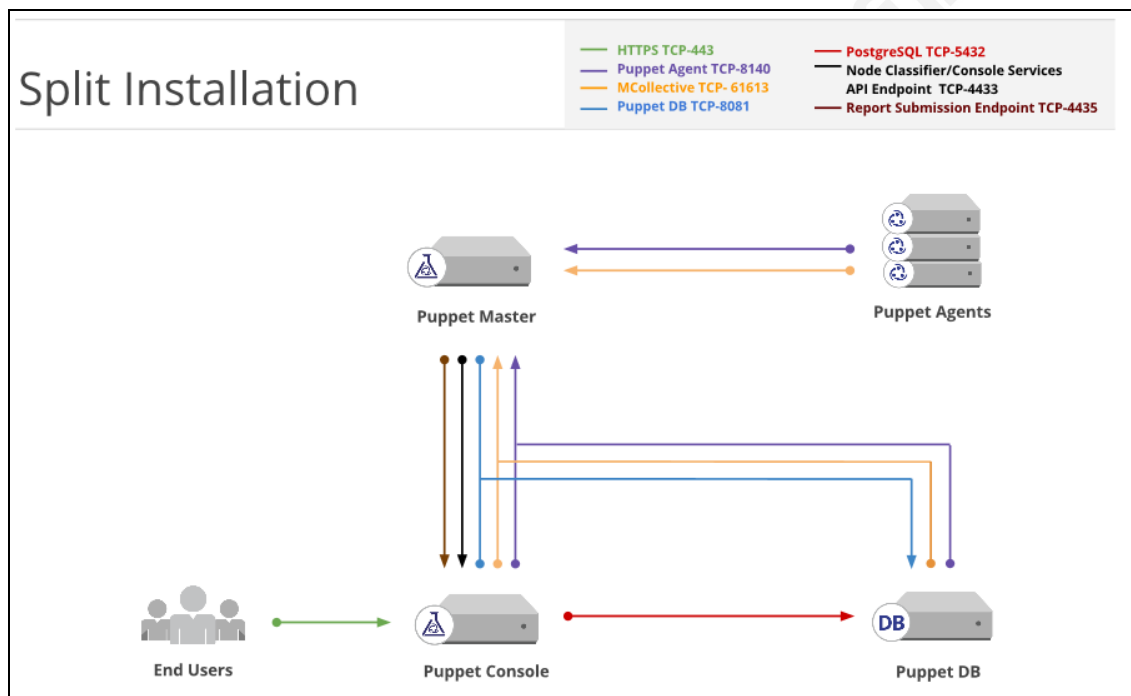 Split Installation
HTTPS TCP-443
Puppet Agent TCP-8140
MCollective TCP- 61613
Puppet DB TCP-8081
PostgreSQL TCP-5432
Node Classifier/Console Services
API Endpoint TCP-4433
Report Submission Endpoint TCP-4435
Puppet Master
Puppet Agents
End Users
Puppet Console
DB
Puppet DB